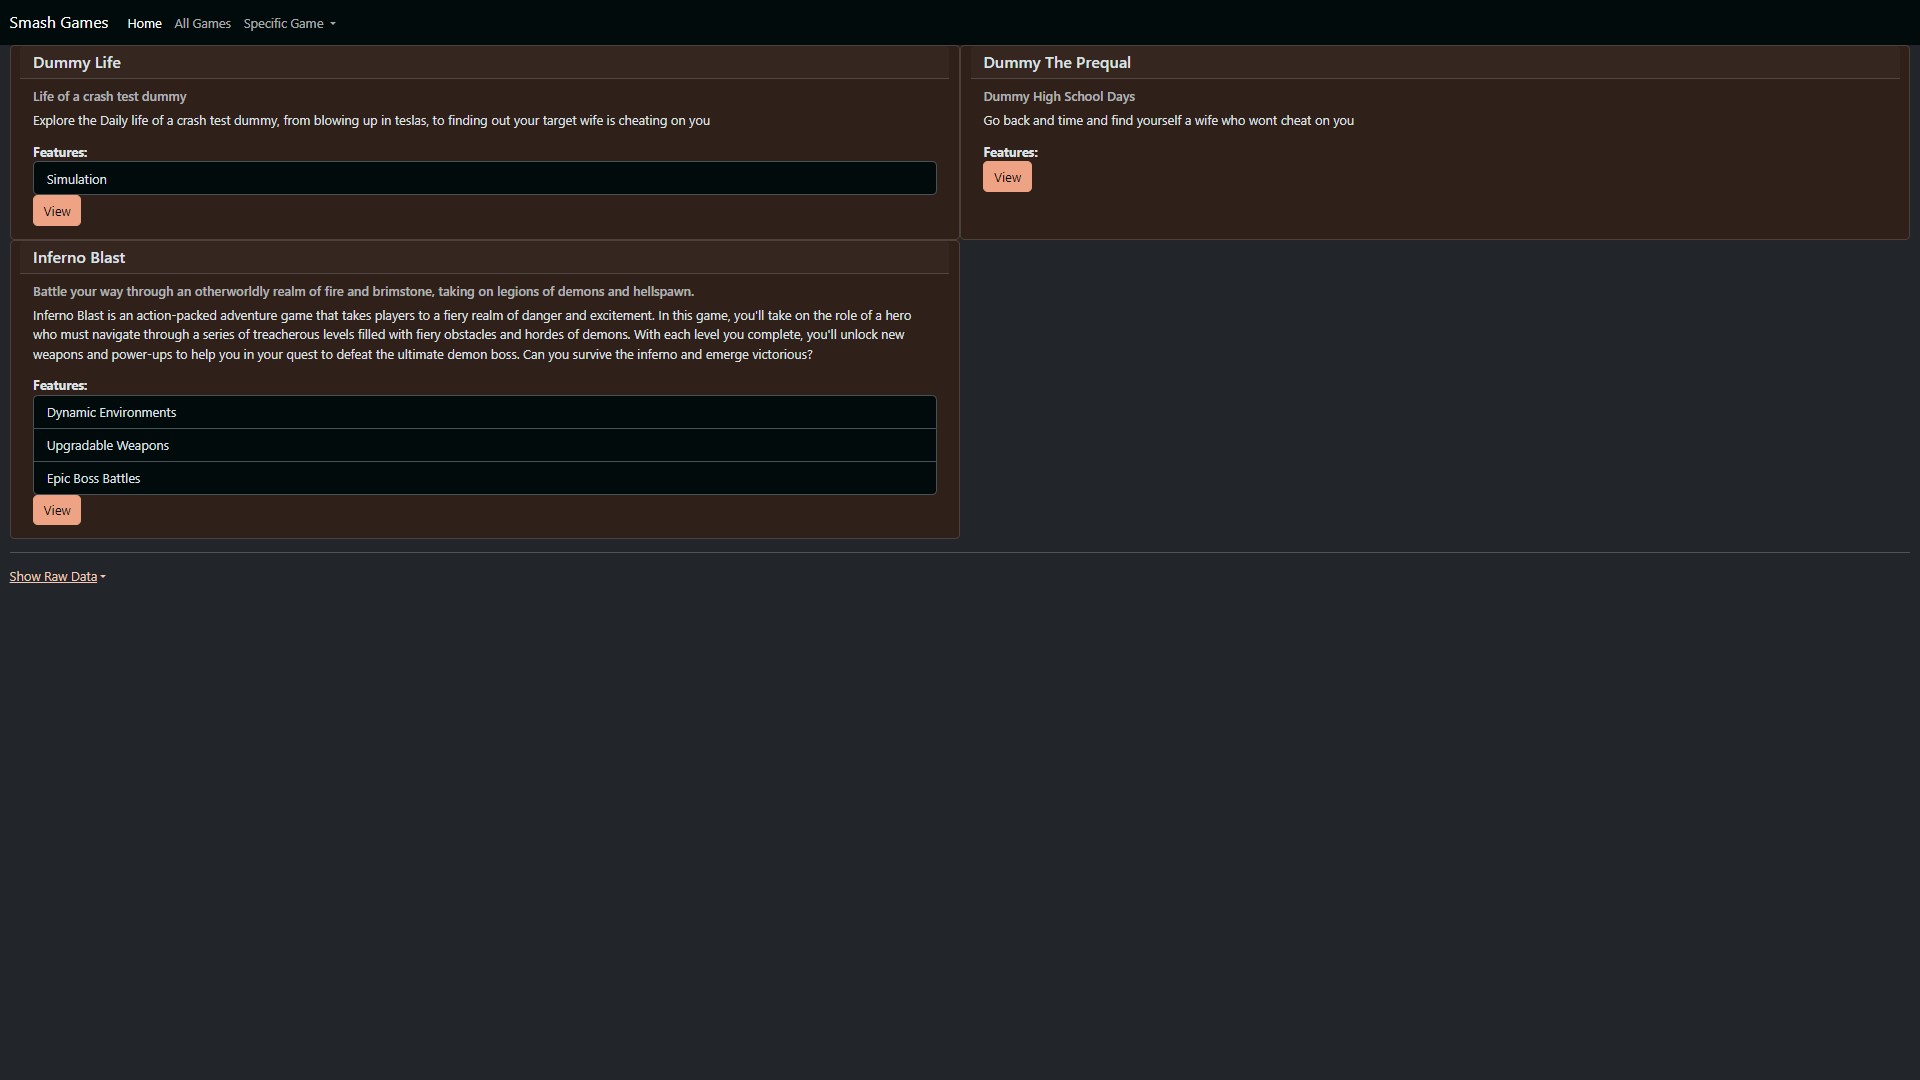 Smash Games Home All Games Specific Game
Dummy Life
Life of a crash test dummy
Explore the Daily life of a crash test dummy, from blowing up in teslas, to finding out your target wife is cheating on you
Features:
Simulation
View
Dummy The Prequal
Dummy High School Days
Go back and time and find yourself a wife who wont cheat on you
Features:
View
Inferno Blast
Battle your way through an otherworldly realm of fire and brimstone, taking on legions of demons and hellspawn.
Inferno Blast is an action-packed adventure game that takes players to a fiery realm of danger and excitement. In this game, you'll take on the role of a hero
who must navigate through a series of treacherous levels filled with fiery obstacles and hordes of demons. With each level you complete, you'll unlock new
weapons and power-ups to help you in your quest to defeat the ultimate demon boss. Can you survive the inferno and emerge victorious?
Features:
Dynamic Environments
Upgradable Weapons
Epic Boss Battles
View
Show Raw Data